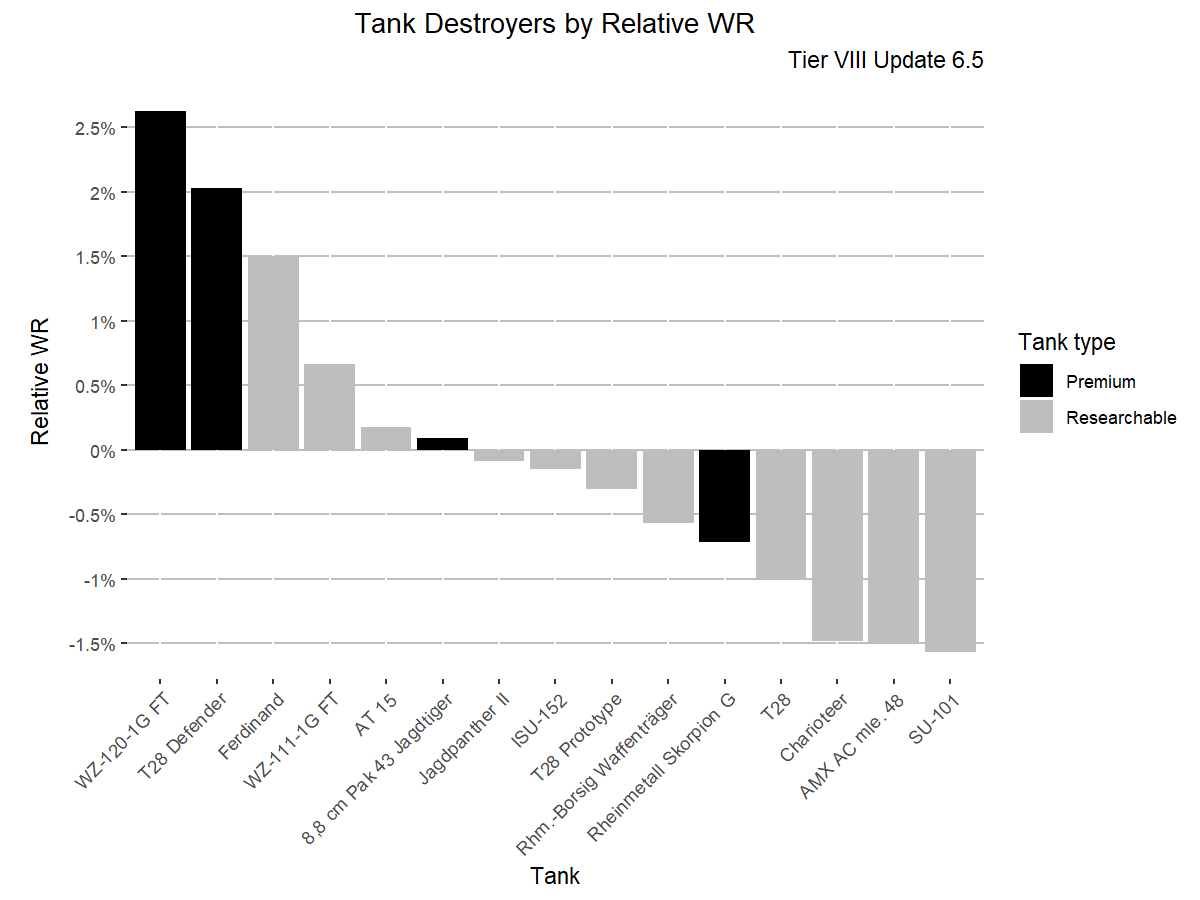 Tank Destroyers by Relative WR
Tier VIII Update 6.5
Relative WR
2.5%
2%
1.5%
1%
0.5%
0%
-0.5%
-1%
-1.5%
WZ-120-1G FT
T28 Defender
Ferdinand
WZ-111-1G FT
AT 15
8,8 cm Pak 43 Jagdtiger
Jagdpanther II
ISU-152
T28 Prototype
Rhm.-Borsig Waffenträger
Rheinmetall Skorpion G
T28
Charioteer
AMX AC mle. 48
SU-101
Tank
Tank type
Premium
Researchable